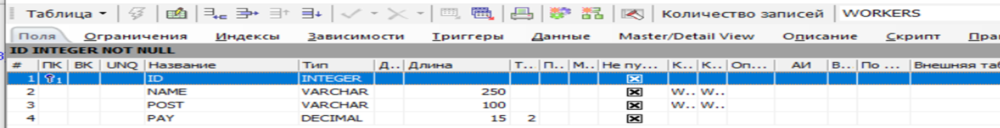 Таблица Количество записей WORKERS
Поля Ограничения Индексы Зависимости Триггеры Данные Master/Detail View Описание Скрипт Пра
ID INTEGER NOT NULL
# ПК ВК UNQ Название Тип Д.. Длина Т.. П.. М.. Не пу... К.. К.. Оп... АИ В.. По ... Внешняя таб
1 1 ID INTEGER
2 NAME VARCHAR 250 W.. W..
3 POST VARCHAR 100 W.. W..
4 PAY DECIMAL 15 2